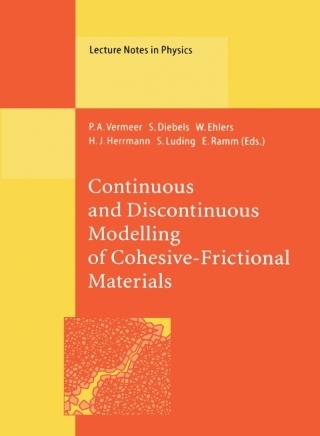 Lecture Notes in Physics
P. A. Vermeer S. Diebels W. Ehlers
H. J. Herrmann S. Luding E. Ramm (Eds.)
Continuous
and Discontinuous
Modelling
of Cohesive-Frictional
Materials